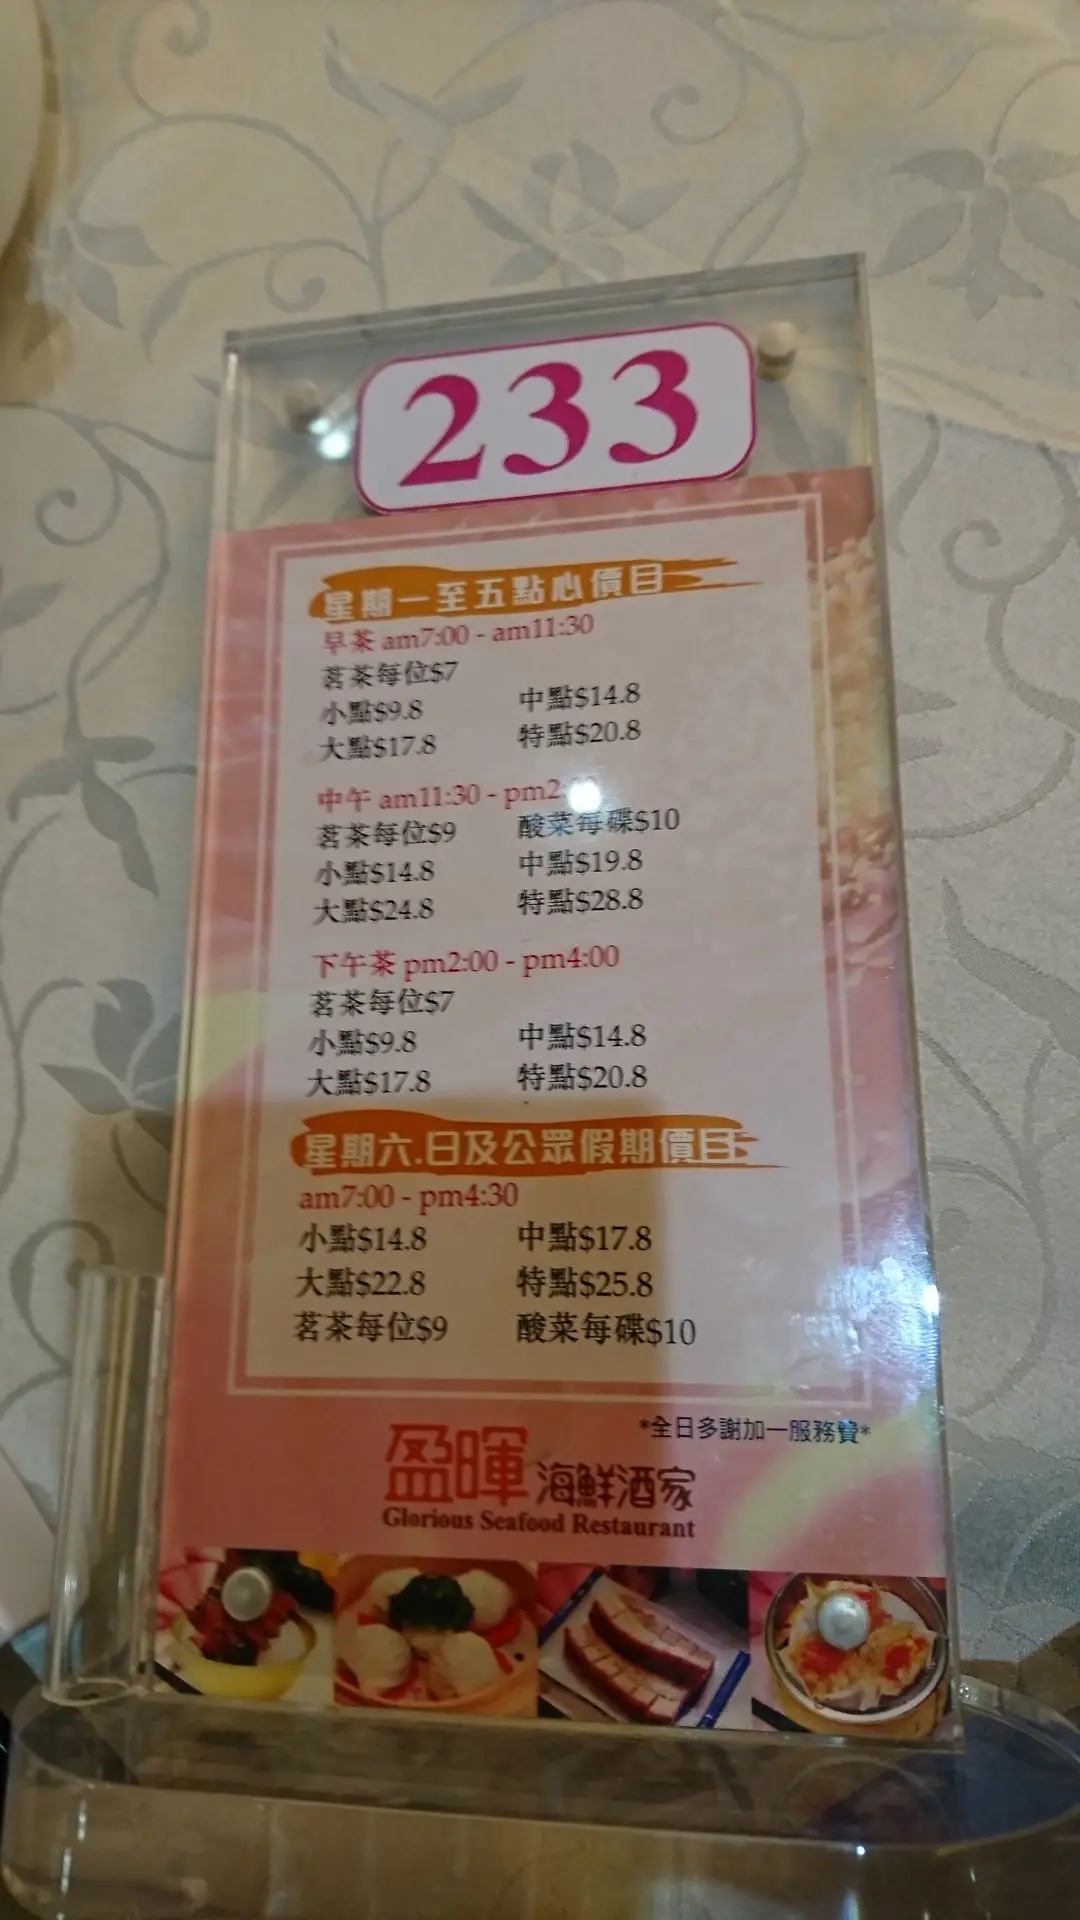 233
星期一至五點心價目
早茶 am7:00 - am11:30
茗茶每位$7
小點$9.8 中點$14.8
大點$17.8 特點$20.8
中午 am11:30 - pm2:
茗茶每位$9 酸菜每碟$10
小點$14.8 中點$19.8
大點$24.8 特點$28.8
下午茶 pm2:00 - pm4:00
茗茶每位$7
小點$9.8 中點$14.8
大點$17.8 特點$20.8
星期六.日及公眾假期價目
am7:00 - pm4:30
小點$14.8 中點$17.8
大點$22.8 特點$25.8
茗茶每位$9 酸菜每碟$10
*全日多謝加一服務費*
盈暉海鮮酒家
Glorious Seafood Restaurant